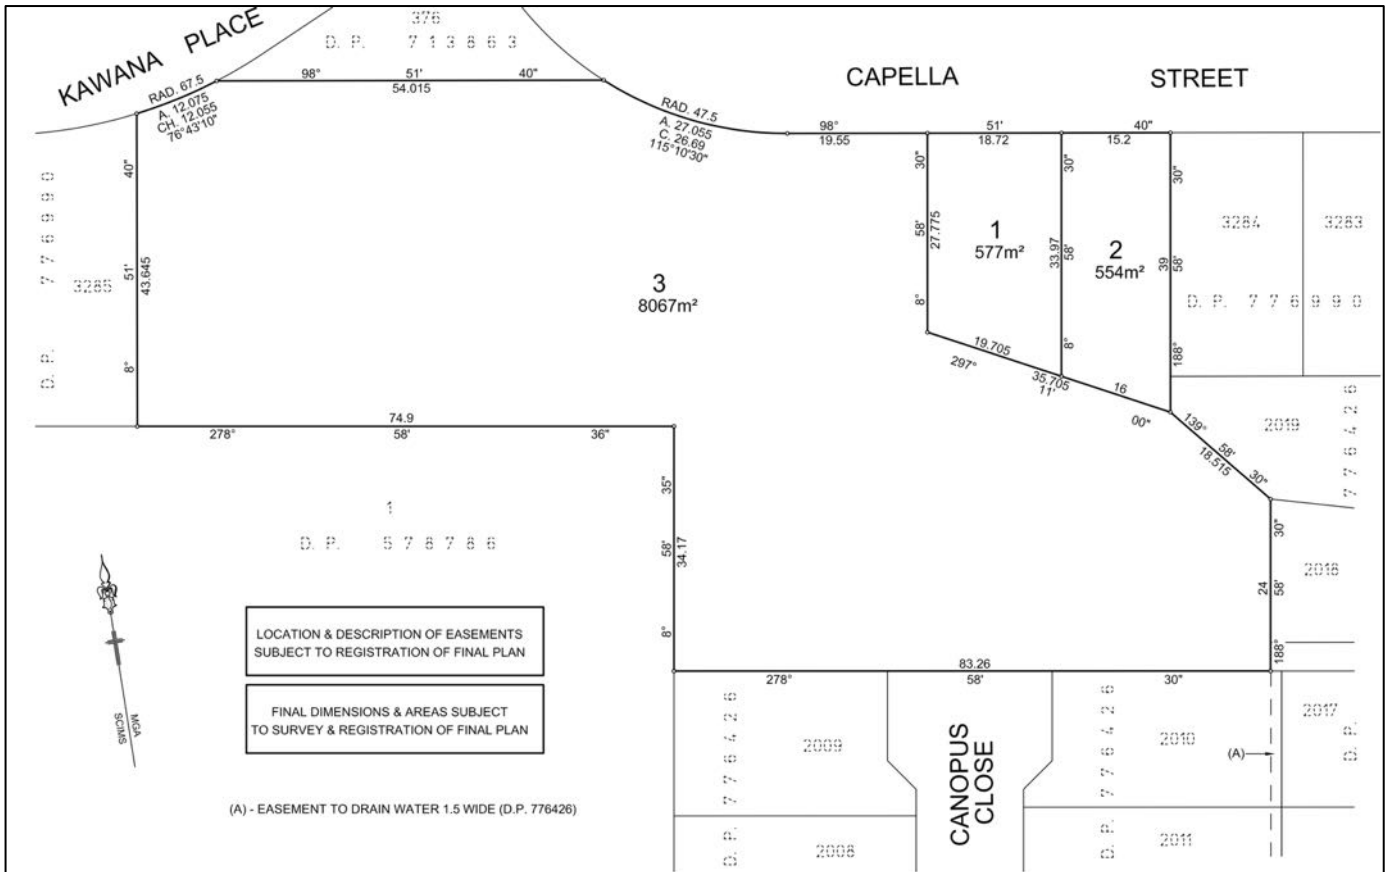 KAWANA PLACE
376
D. P. 713863
CAPELLA STREET
RAD. 67.5
A. 12.075
CH. 12.055
76°43'10"
98° 51' 40"
54.015
RAD. 47.5
A. 27.055
C. 26.69
115°10'30"
98° 51' 40"
19.55 18.72 15.2
8° 51' 40"
43.645
D.P. 776990
3285
3
8067m²
8° 58' 30"
27.775
1
577m²
8° 58' 30"
33.97
2
554m²
188° 58' 30"
39
3284
3283
D. P. 776990
19.705
297° 11' 00"
35.705
16
139° 58' 30"
18.515
2019
776426
74.9
278° 58' 36"
8° 58' 35"
34.17
188° 58' 30"
24
2018
1
D. P. 578786
LOCATION & DESCRIPTION OF EASEMENTS
SUBJECT TO REGISTRATION OF FINAL PLAN
FINAL DIMENSIONS & AREAS SUBJECT
TO SURVEY & REGISTRATION OF FINAL PLAN
MGA
SCIMS
83.26
278° 58' 30"
D.P. 776426
2009
2008
CANOPUS
CLOSE
D.P. 776426
2010
2011
(A)
2017
D.P.
(A) - EASEMENT TO DRAIN WATER 1.5 WIDE (D.P. 776426)